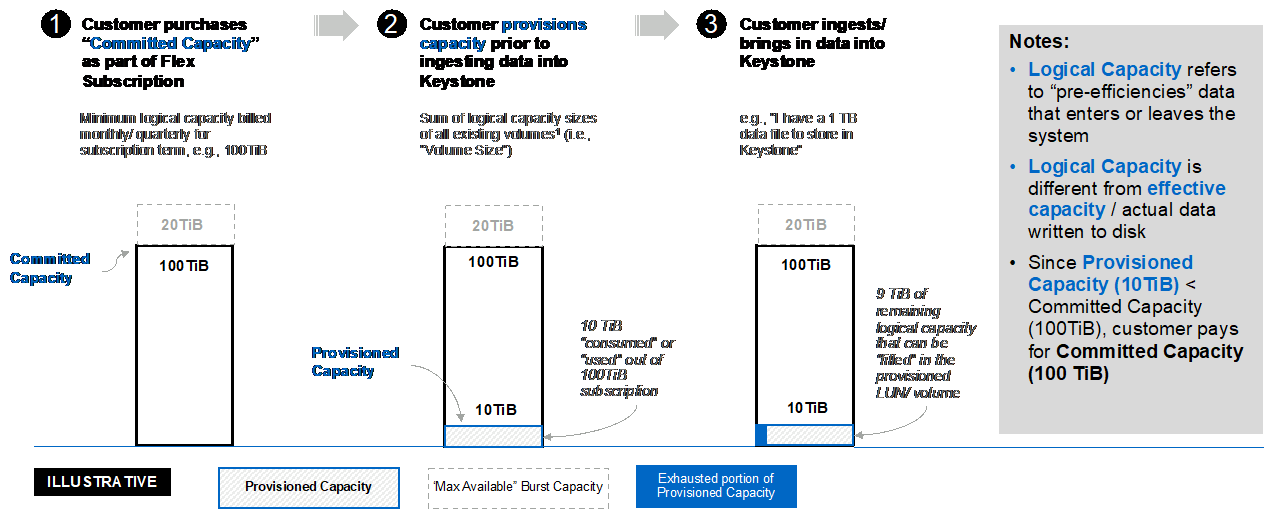 1
Customer purchases
“Committed Capacity”
as part of Flex
Subscription
Minimum logical capacity billed
monthly/ quarterly for
subscription term, e.g., 100TiB
2
Customer provisions
capacity prior to
ingesting data into
Keystone
Sum of logical capacity sizes
of all existing volumes¹ (i.e.,
"Volume Size")
3
Customer ingests/
brings in data into
Keystone
e.g., "I have a 1 TB
data file to store in
Keystone"
20TiB
Committed
Capacity
100TiB
20TiB
100TiB
Provisioned
Capacity
10 TiB
"consumed" or
"used" out of
100TiB
subscription
10TiB
20TiB
100TiB
9 TiB of
remaining
logical capacity
that can be
"filled" in the
provisioned
LUN/ volume
10TiB
Notes:
• Logical Capacity refers
to “pre-efficiencies” data
that enters or leaves the
system
• Logical Capacity is
different from effective
capacity / actual data
written to disk
• Since Provisioned
Capacity (10TiB) <
Committed Capacity
(100TiB), customer pays
for Committed Capacity
(100 TiB)
ILLUSTRATIVE
Provisioned Capacity
“Max Available” Burst Capacity
Exhausted portion of
Provisioned Capacity